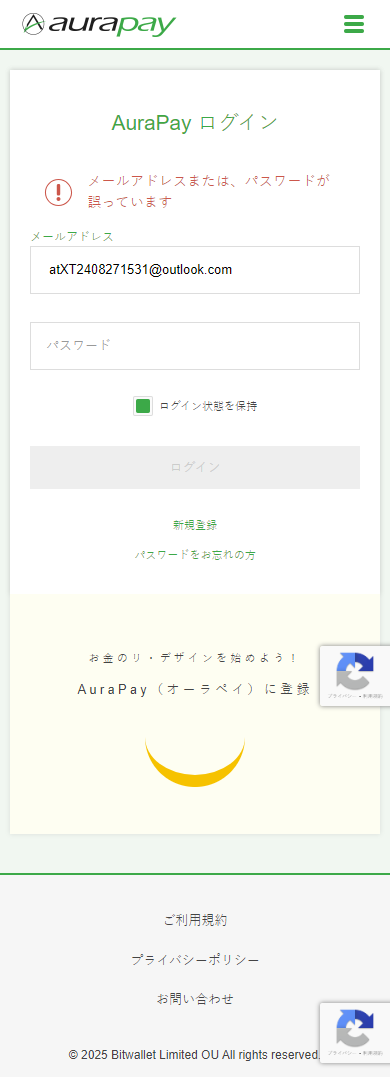 aurapay
AuraPay ログイン
メールアドレスまたは、パスワードが
誤っています
メールアドレス
atXT2408271531@outlook.com
パスワード
ログイン状態を保持
ログイン
新規登録
パスワードをお忘れの方
お金のリ・デザインを始めよう！
AuraPay（オーラペイ）に登録
プライバシー - 利用規約
ご利用規約
プライバシーポリシー
お問い合わせ
プライバシー - 利用規約
© 2025 Bitwallet Limited OU All rights reserved.